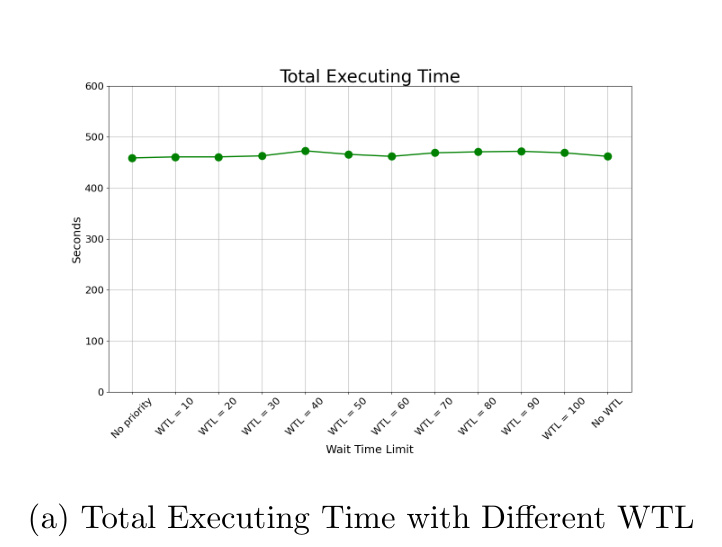 Total Executing Time
600
500
400
300
200
100
0
Seconds
No priority
WTL = 10
WTL = 20
WTL = 30
WTL = 40
WTL = 50
WTL = 60
WTL = 70
WTL = 80
WTL = 90
WTL = 100
No WTL
Wait Time Limit
(a) Total Executing Time with Different WTL